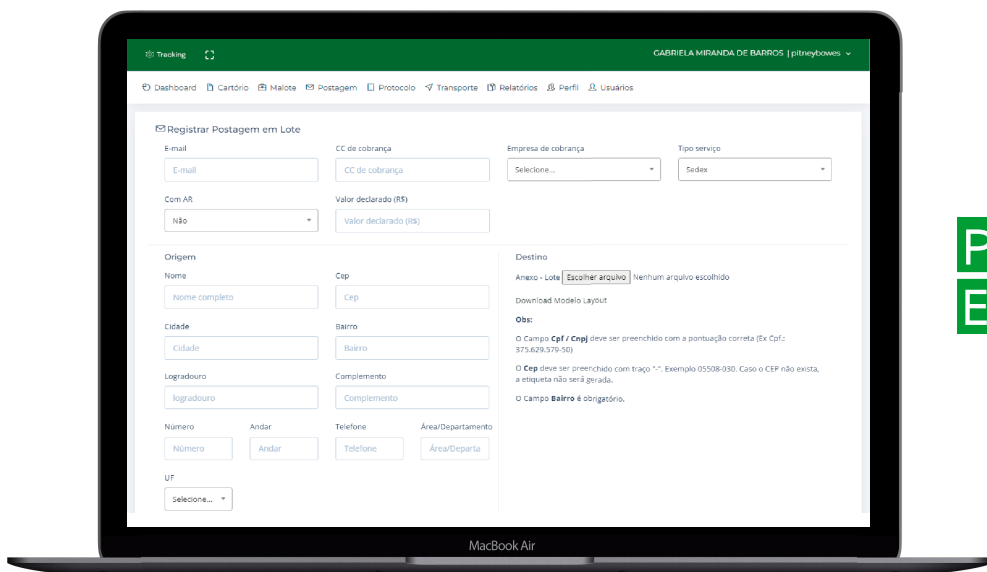 Tracking
GABRIELA MIRANDA DE BARROS | pitneybowes
Dashboard Cartório Malote Postagem Protocolo Transporte Relatórios Perfil Usuários
Registrar Postagem em Lote
E-mail CC de cobrança Empresa de cobrança Tipo serviço
E-mail CC de cobrança Selecione... Sedex
Com AR Valor declarado (R$)
Não Valor declarado (R$)
Origem
Nome Cep
Nome completo Cep
Cidade Bairro
Cidade Bairro
Logradouro Complemento
logradouro Complemento
Número Andar Telefone Área/Departamento
Número Andar Telefone Área/Departa
UF
Selecione...
Destino
Anexo - Lote Escolher arquivo Nenhum arquivo escolhido
Download Modelo Layout
Obs:
O Campo Cpf / Cnpj deve ser preenchido com a pontuação correta (Ex Cpf.:
375.629.579-50)
O Cep deve ser preenchido com traço "-". Exemplo 05508-030. Caso o CEP não exista,
a etiqueta não será gerada.
O Campo Bairro é obrigatório.
MacBook Air
P
E